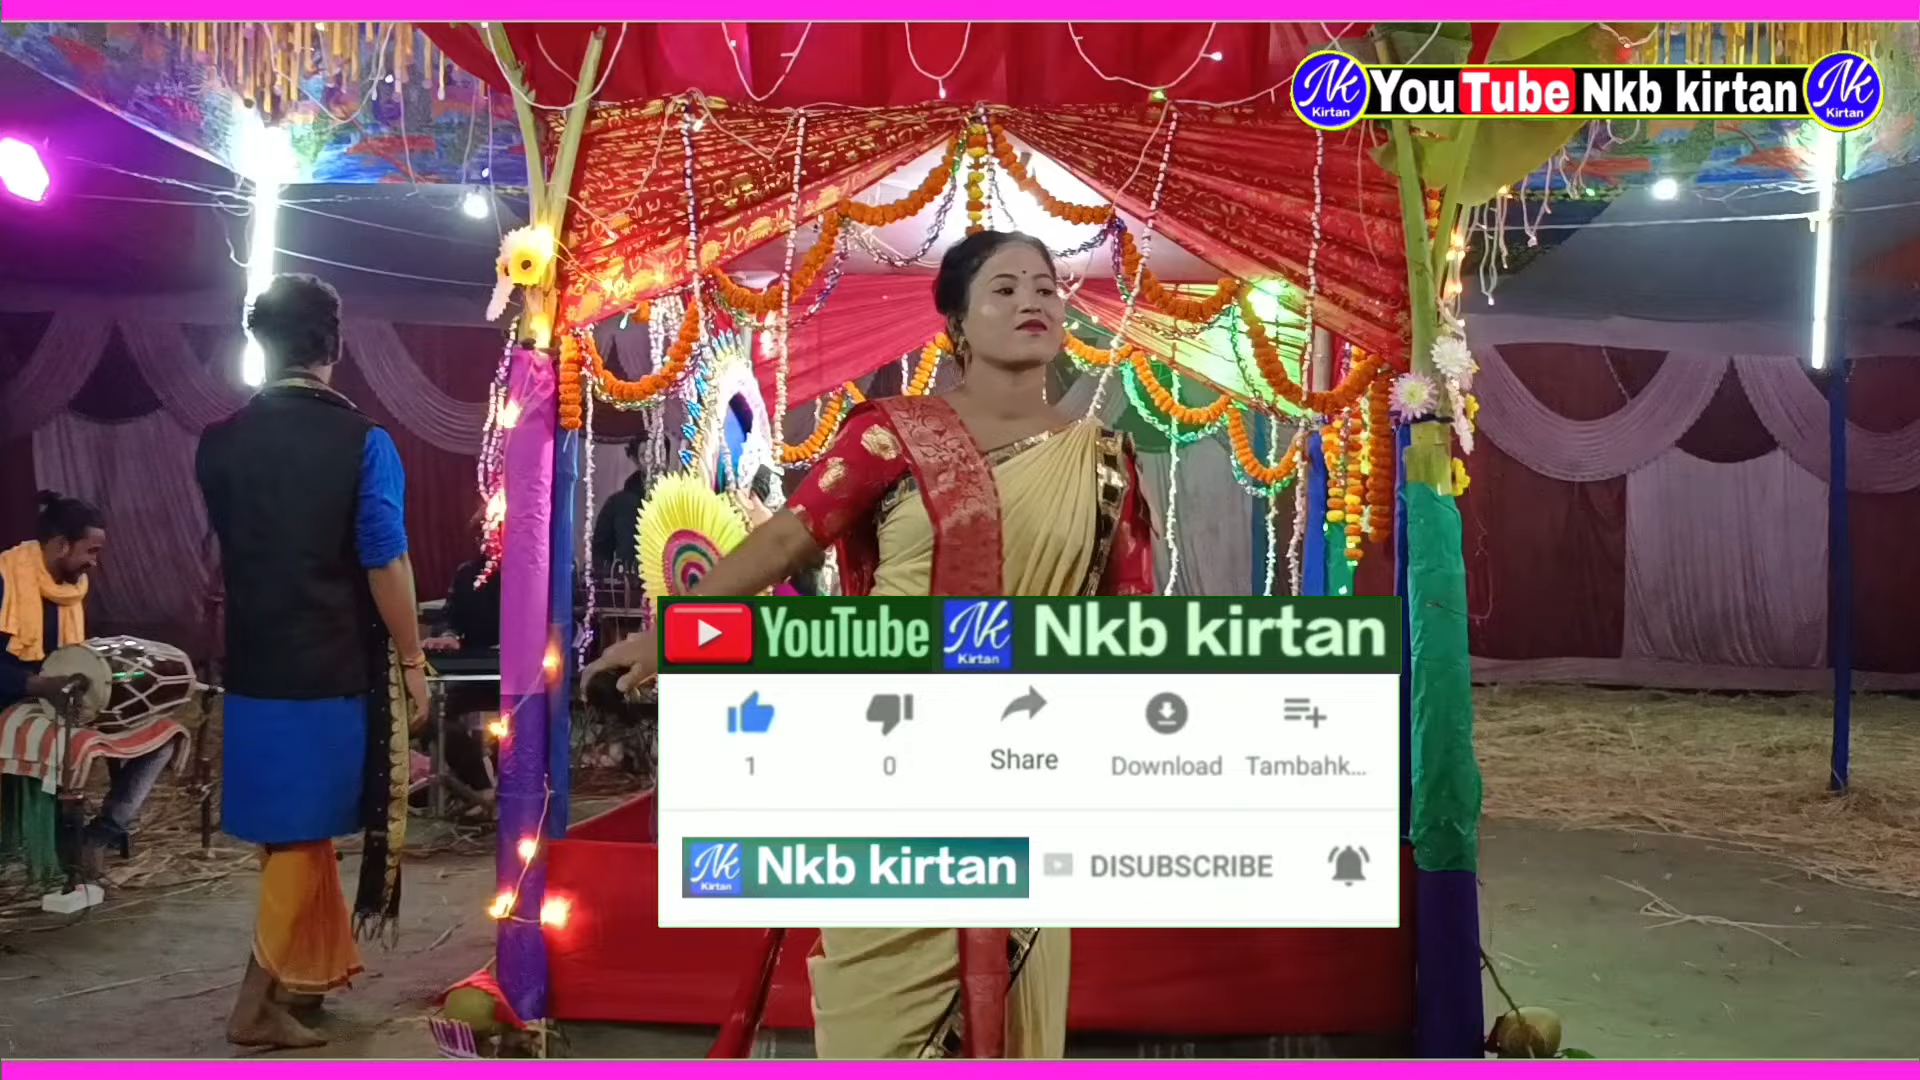 Nk Kirtan YouTube Nkb kirtan Nk Kirtan
YouTube Nk Kirtan Nkb kirtan
1 0 Share Download Tambahk...
Nk Kirtan Nkb kirtan DISUBSCRIBE